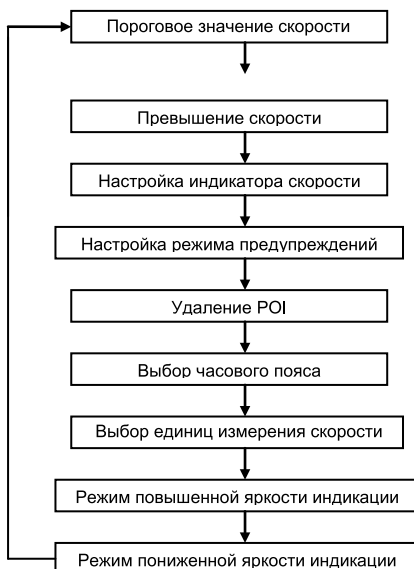 Пороговое значение скорости
Превышение скорости
Настройка индикатора скорости
Настройка режима предупреждений
Удаление POI
Выбор часового пояса
Выбор единиц измерения скорости
Режим повышенной яркости индикации
Режим пониженной яркости индикации